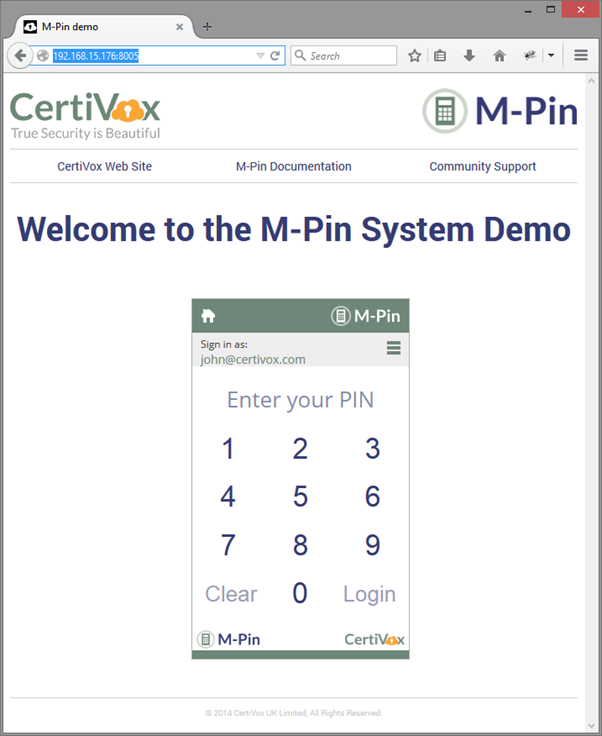 M-Pin demo
192.168.15.176:8005
Search
CertiVox
True Security is Beautiful
M-Pin
CertiVox Web Site
M-Pin Documentation
Community Support
Welcome to the M-Pin System Demo
M-Pin
Sign in as:
john@certivox.com
Enter your PIN
1 2 3
4 5 6
7 8 9
Clear 0 Login
M-Pin
CertiVox
© 2014 CertiVox UK Limited, All Rights Reserved.